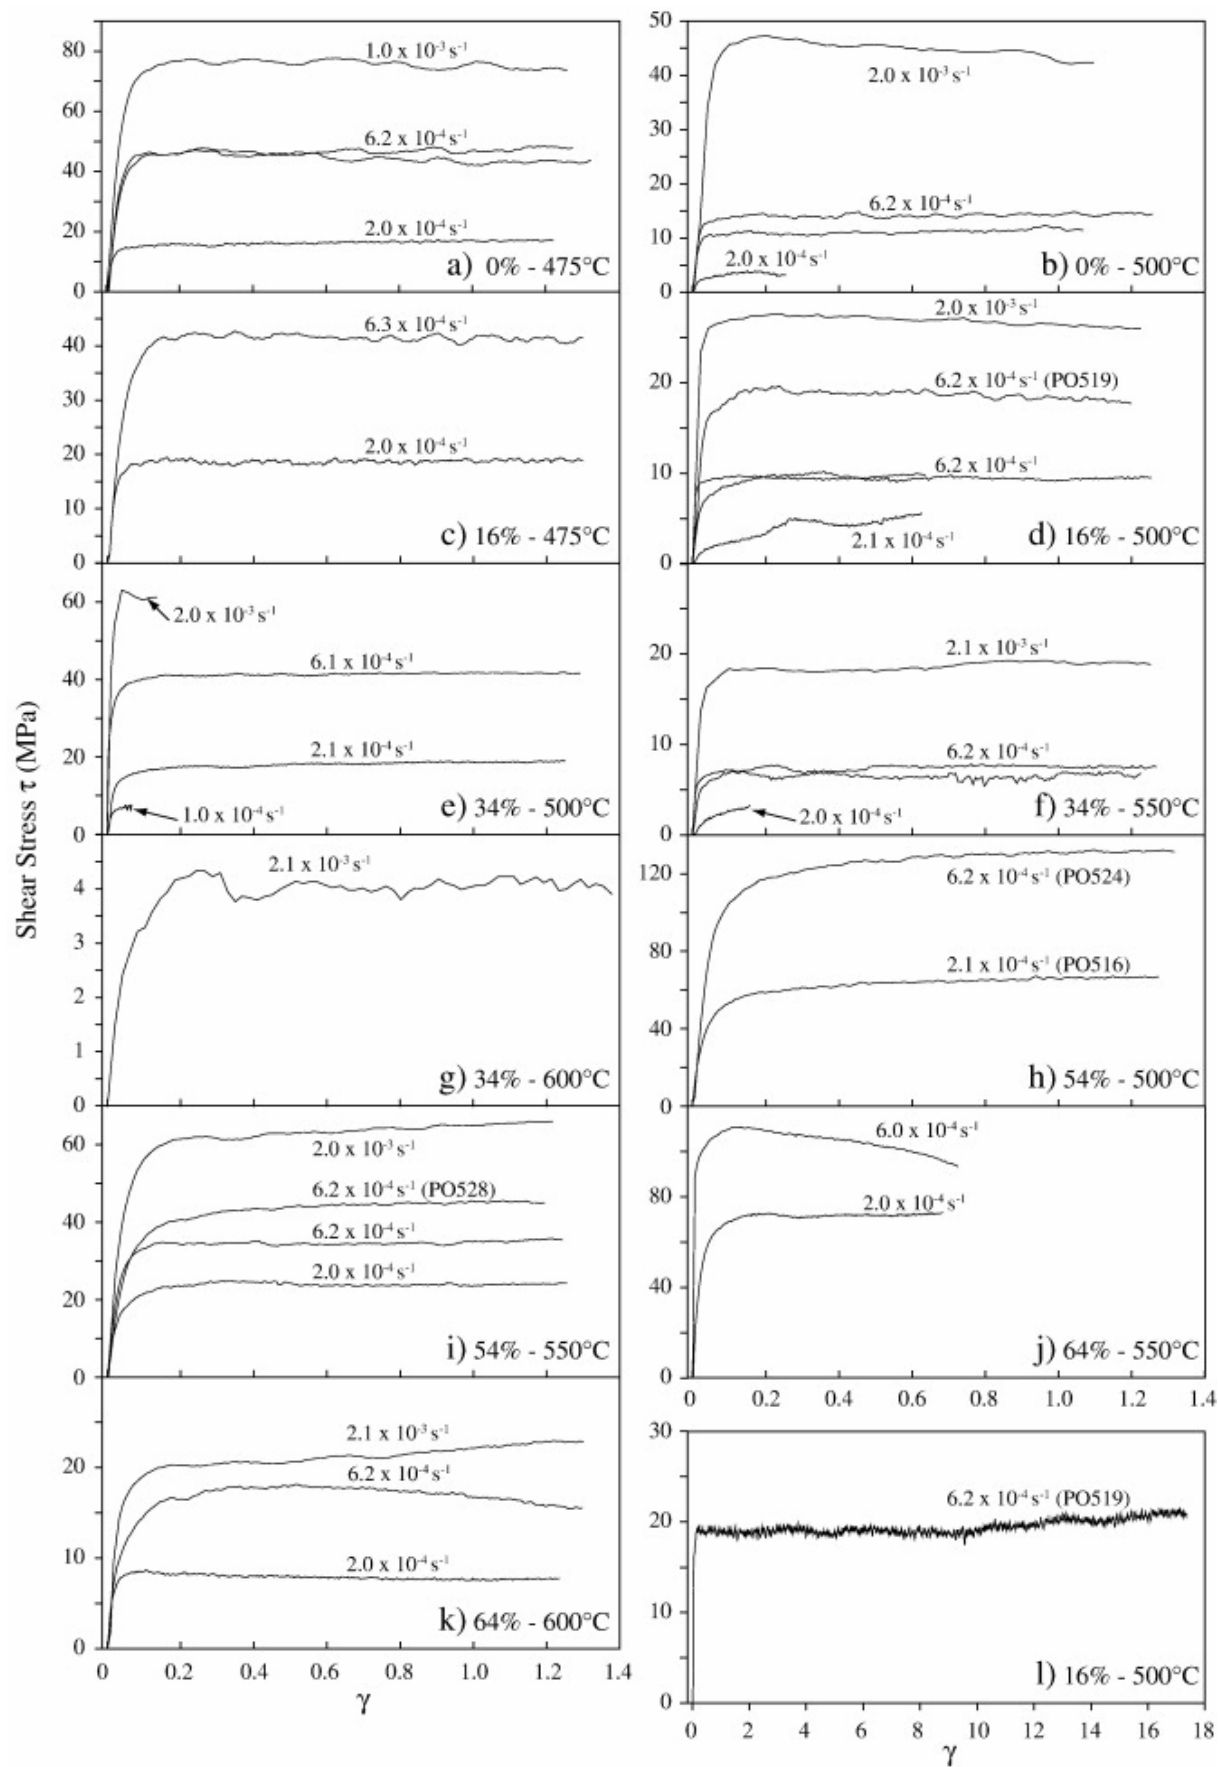 Shear Stress τ (MPa)
80
60
40
20
0
1.0 x 10⁻³ s⁻¹
6.2 x 10⁻⁴ s⁻¹
2.0 x 10⁻⁴ s⁻¹
a) 0% - 475°C
50
40
30
20
10
0
2.0 x 10⁻³ s⁻¹
6.2 x 10⁻⁴ s⁻¹
2.0 x 10⁻⁴ s⁻¹
b) 0% - 500°C
40
30
20
10
0
6.3 x 10⁻⁴ s⁻¹
2.0 x 10⁻⁴ s⁻¹
c) 16% - 475°C
20
10
0
2.0 x 10⁻³ s⁻¹
6.2 x 10⁻⁴ s⁻¹ (PO519)
6.2 x 10⁻⁴ s⁻¹
2.1 x 10⁻⁴ s⁻¹
d) 16% - 500°C
60
40
20
0
2.0 x 10⁻³ s⁻¹
6.1 x 10⁻⁴ s⁻¹
2.1 x 10⁻⁴ s⁻¹
1.0 x 10⁻⁴ s⁻¹
e) 34% - 500°C
20
10
0
2.1 x 10⁻³ s⁻¹
6.2 x 10⁻⁴ s⁻¹
2.0 x 10⁻⁴ s⁻¹
f) 34% - 550°C
4
3
2
1
0
2.1 x 10⁻³ s⁻¹
g) 34% - 600°C
120
80
40
0
6.2 x 10⁻⁴ s⁻¹ (PO524)
2.1 x 10⁻⁴ s⁻¹ (PO516)
h) 54% - 500°C
60
40
20
0
2.0 x 10⁻³ s⁻¹
6.2 x 10⁻⁴ s⁻¹ (PO528)
6.2 x 10⁻⁴ s⁻¹
2.0 x 10⁻⁴ s⁻¹
i) 54% - 550°C
80
40
0
6.0 x 10⁻⁴ s⁻¹
2.0 x 10⁻⁴ s⁻¹
j) 64% - 550°C
0 0.2 0.4 0.6 0.8 1.0 1.2 1.4
20
10
0
2.1 x 10⁻³ s⁻¹
6.2 x 10⁻⁴ s⁻¹
2.0 x 10⁻⁴ s⁻¹
k) 64% - 600°C
0 0.2 0.4 0.6 0.8 1.0 1.2 1.4
γ
30
20
10
0
6.2 x 10⁻⁴ s⁻¹ (PO519)
l) 16% - 500°C
0 2 4 6 8 10 12 14 16 18
γ